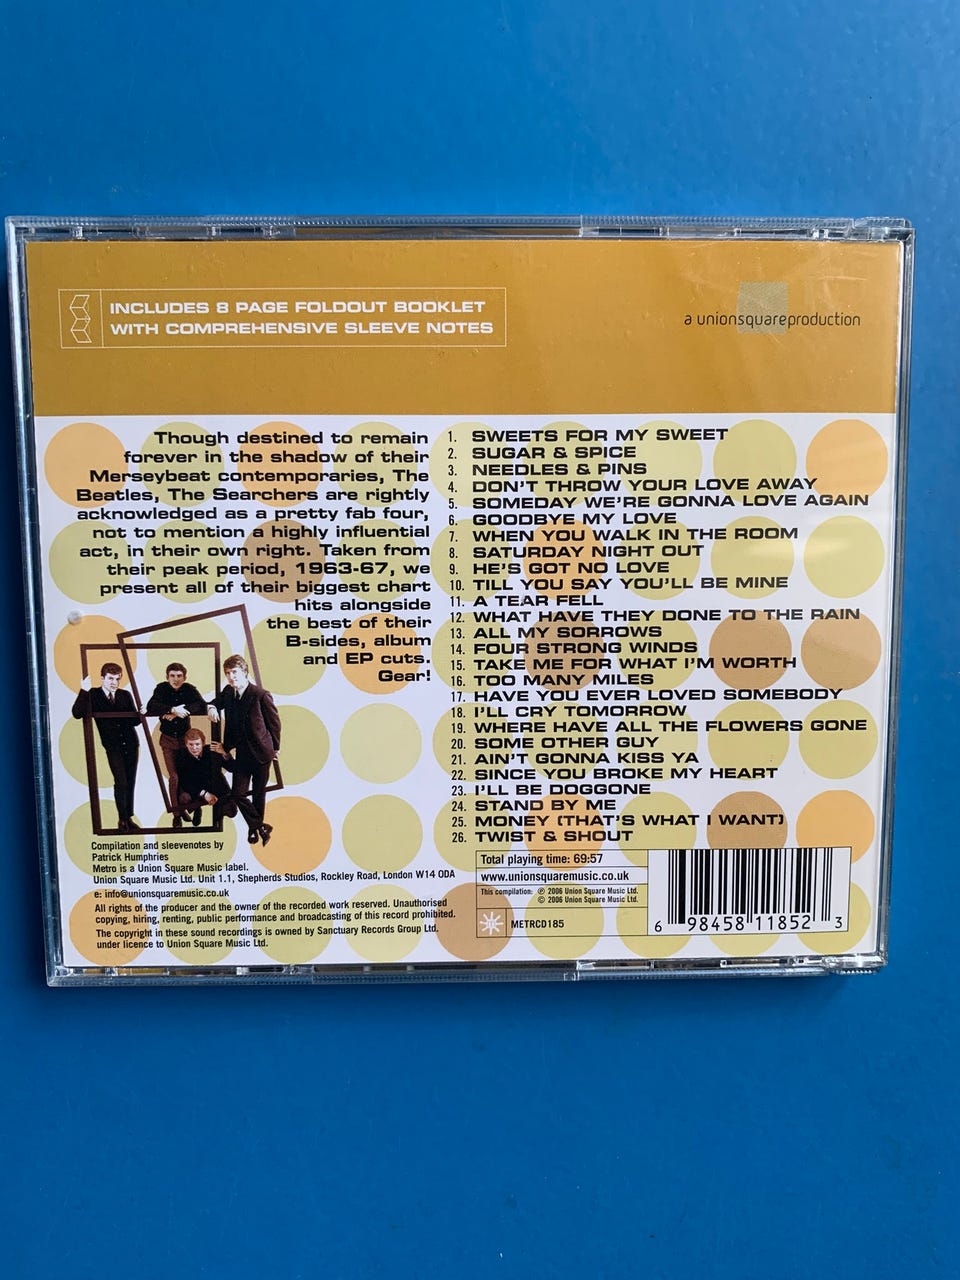 INCLUDES 8 PAGE FOLDOUT BOOKLET
WITH COMPREHENSIVE SLEEVE NOTES
a unionsquareproduction
Though destined to remain
forever in the shadow of their
Merseybeat contemporaries, The
Beatles, The Searchers are rightly
acknowledged as a pretty fab four,
not to mention a highly influential
act, in their own right. Taken from
their peak period, 1963-67, we
present all of their biggest chart
hits alongside
the best of their
B-sides, album
and EP cuts.
Gear!
1. SWEETS FOR MY SWEET
2. SUGAR & SPICE
3. NEEDLES & PINS
4. DON'T THROW YOUR LOVE AWAY
5. SOMEDAY WE'RE GONNA LOVE AGAIN
6. GOODBYE MY LOVE
7. WHEN YOU WALK IN THE ROOM
8. SATURDAY NIGHT OUT
9. HE'S GOT NO LOVE
10. TILL YOU SAY YOU'LL BE MINE
11. A TEAR FELL
12. WHAT HAVE THEY DONE TO THE RAIN
13. ALL MY SORROWS
14. FOUR STRONG WINDS
15. TAKE ME FOR WHAT I'M WORTH
16. TOO MANY MILES
17. HAVE YOU EVER LOVED SOMEBODY
18. I'LL CRY TOMORROW
19. WHERE HAVE ALL THE FLOWERS GONE
20. SOME OTHER GUY
21. AIN'T GONNA KISS YA
22. SINCE YOU BROKE MY HEART
23. I'LL BE DOGGONE
24. STAND BY ME
25. MONEY (THAT'S WHAT I WANT)
26. TWIST & SHOUT
Compilation and sleevenotes by
Patrick Humphries
Metro is a Union Square Music label.
Union Square Music Ltd. Unit 1.1, Shepherds Studios, Rockley Road, London W14 0DA
e: info@unionsquaremusic.co.uk
All rights of the producer and the owner of the recorded work reserved. Unauthorised
copying, hiring, renting, public performance and broadcasting of this record prohibited.
The copyright in these sound recordings is owned by Sanctuary Records Group Ltd.
under licence to Union Square Music Ltd.
Total playing time: 69:57
www.unionsquaremusic.co.uk
This compilation: ℗ 2006 Union Square Music Ltd.
© 2006 Union Square Music Ltd.
METRCD185
6 98458 11852 3